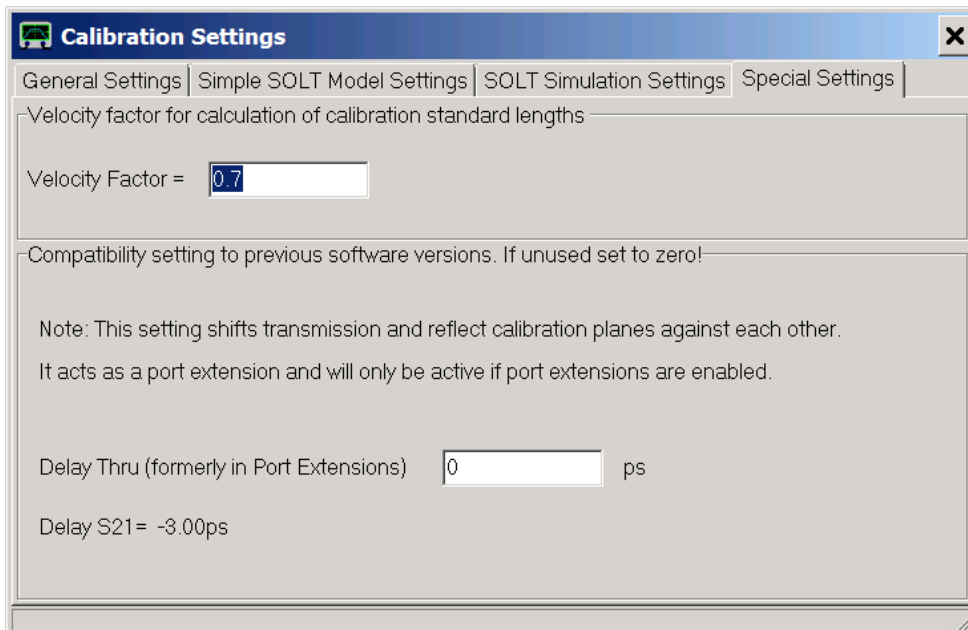 Calibration Settings
General Settings Simple SOLT Model Settings SOLT Simulation Settings Special Settings
Velocity factor for calculation of calibration standard lengths
Velocity Factor = 0.7
Compatibility setting to previous software versions. If unused set to zero!
Note: This setting shifts transmission and reflect calibration planes against each other.
It acts as a port extension and will only be active if port extensions are enabled.
Delay Thru (formerly in Port Extensions) 0 ps
Delay S21= -3.00ps